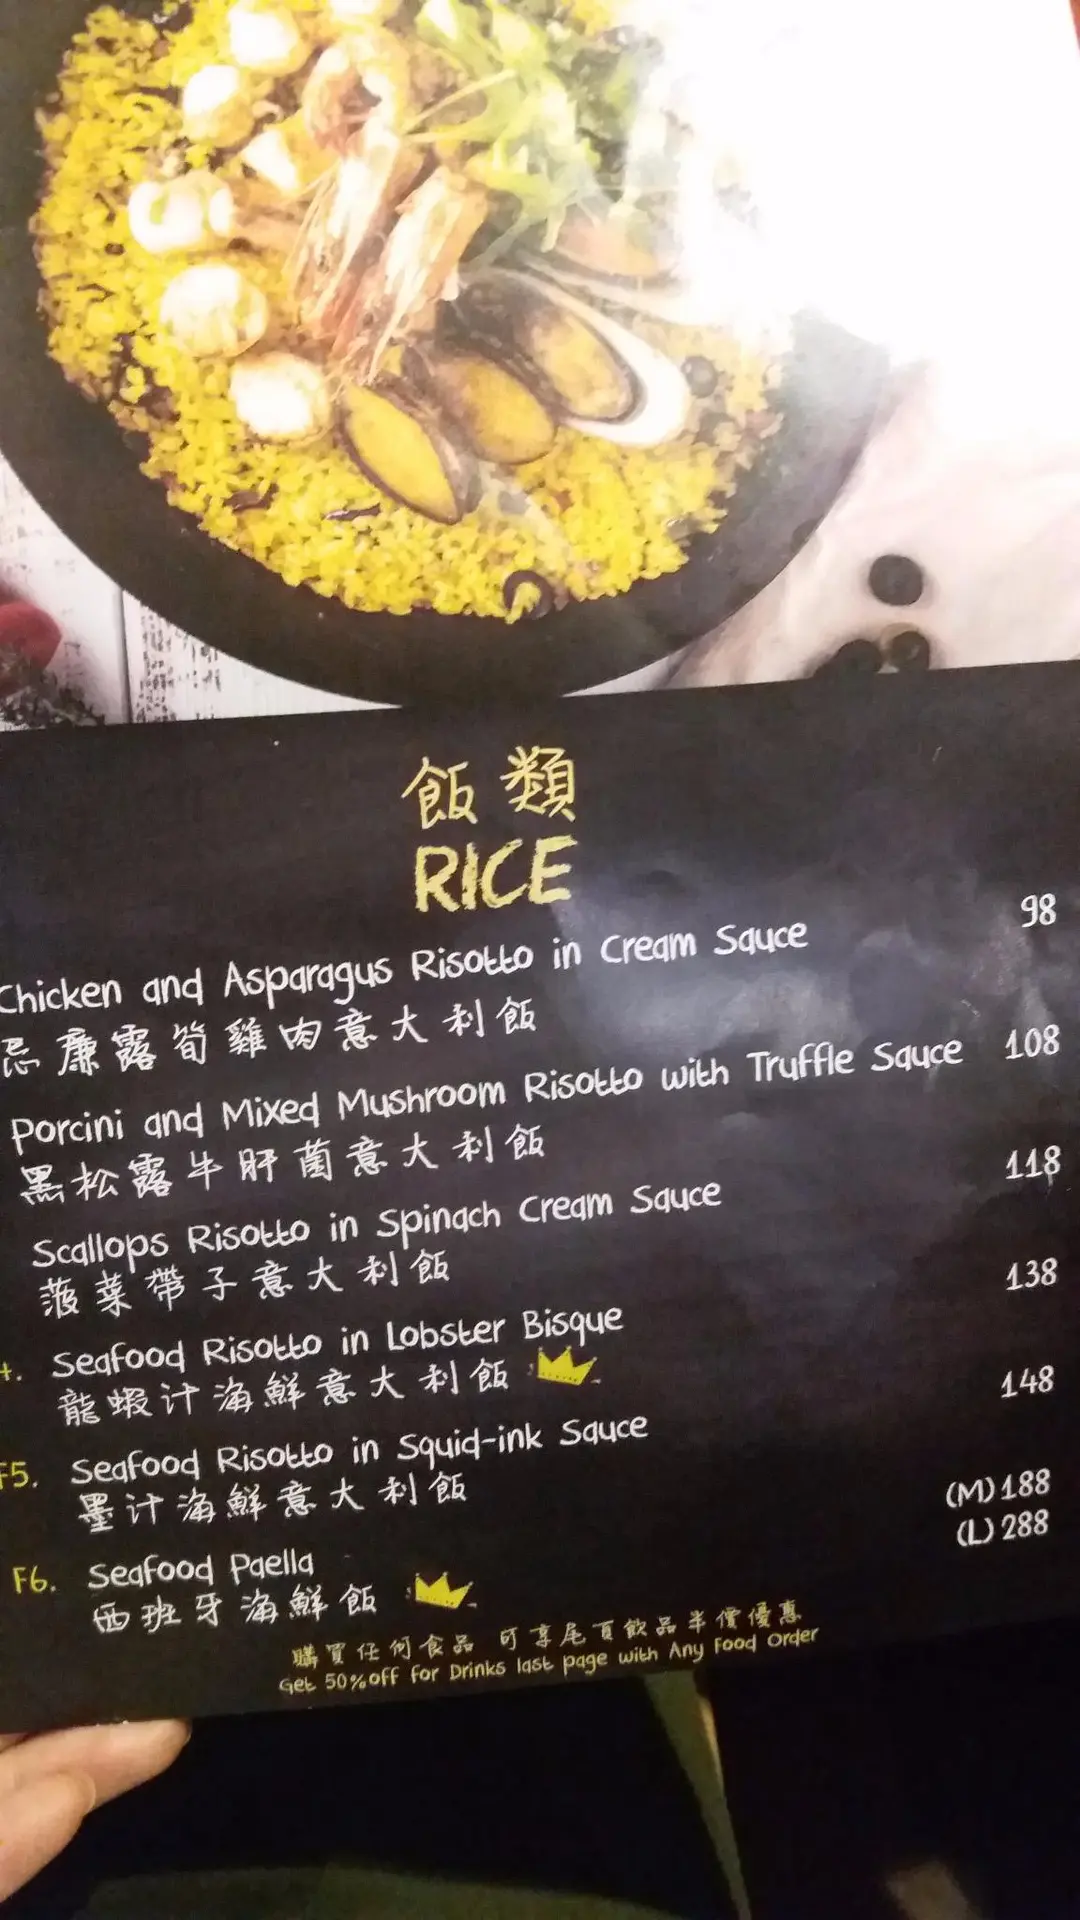 飯類
RICE
Chicken and Asparagus Risotto in Cream Sauce 98
忌廉露筍雞肉意大利飯
Porcini and Mixed Mushroom Risotto with Truffle Sauce 108
黑松露牛肝菌意大利飯
Scallops Risotto in Spinach Cream Sauce 118
菠菜帶子意大利飯
4. Seafood Risotto in Lobster Bisque 138
龍蝦汁海鮮意大利飯
F5. Seafood Risotto in Squid-ink Sauce 148
墨汁海鮮意大利飯
F6. Seafood Paella (M)188
(L)288
西班牙海鮮飯
購買任何食品 可享尾頁飲品半價優惠
Get 50%off for Drinks last page with Any Food Order